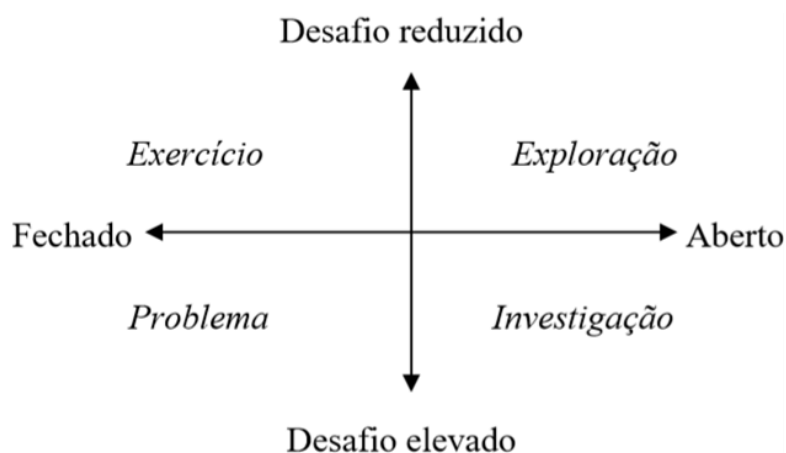 Desafio reduzido
Exercício Exploração
Fechado Aberto
Problema Investigação
Desafio elevado